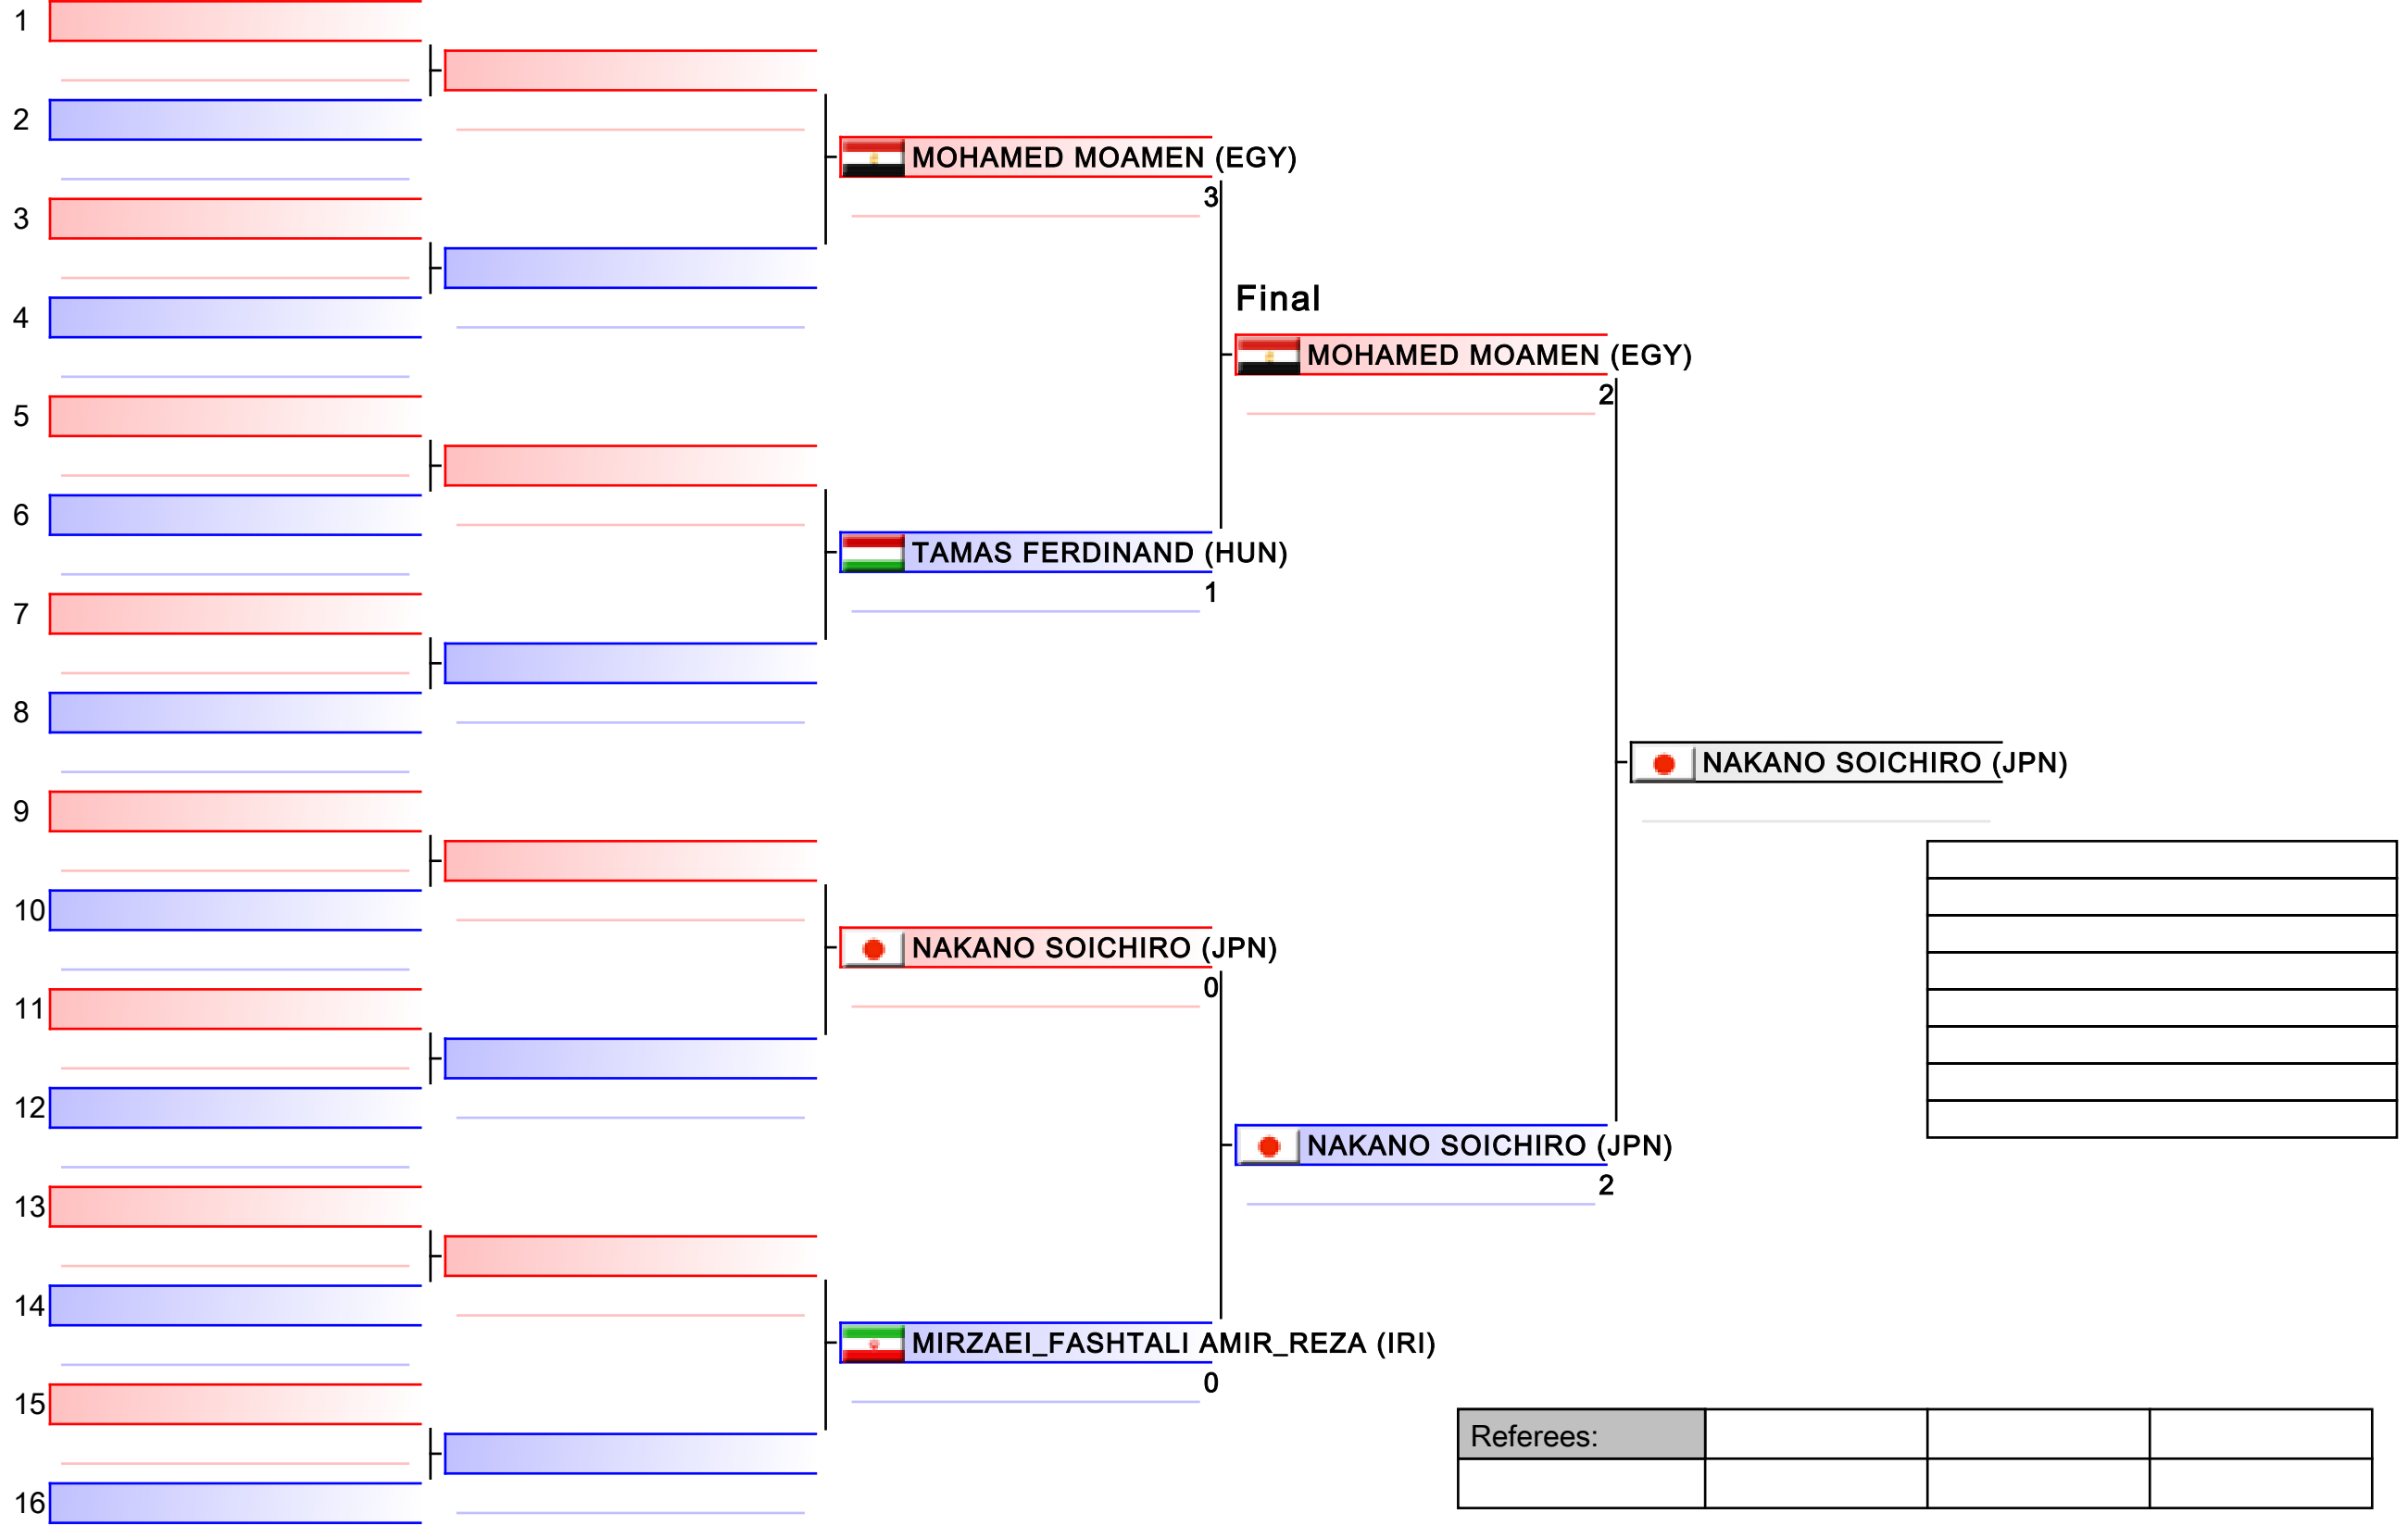 1
2
MOHAMED MOAMEN (EGY)
3
3
Final
4
MOHAMED MOAMEN (EGY)
2
5
6
TAMAS FERDINAND (HUN)
1
7
8
NAKANO SOICHIRO (JPN)
9
10
NAKANO SOICHIRO (JPN)
0
11
12
NAKANO SOICHIRO (JPN)
2
13
14
MIRZAEI_FASHTALI AMIR_REZA (IRI)
0
15
Referees:
16